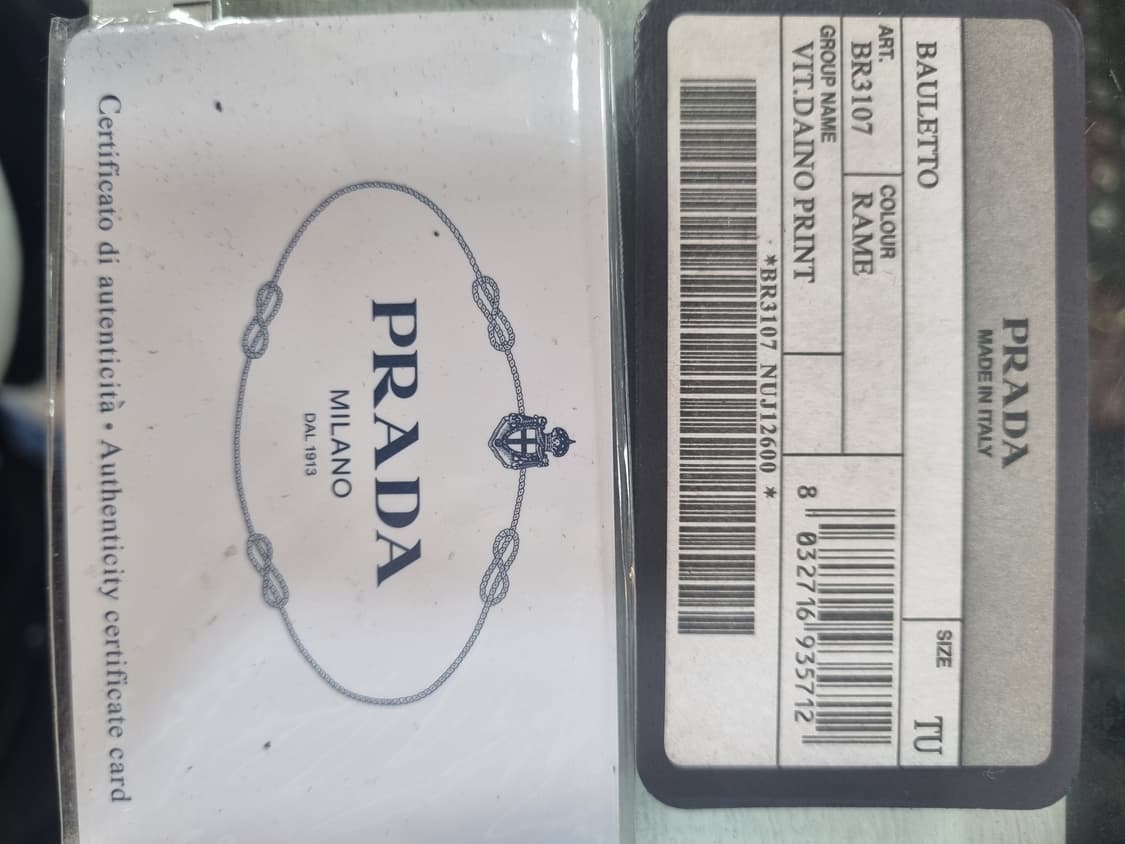 PRADA
MILANO
DAL 1913
Certificato di autenticità • Authenticity certificate card
PRADA
MADE IN ITALY
BAULETTO
SIZE
TU
ART.
BR3107
COLOUR
RAME
GROUP NAME
VIT.DAINO PRINT
8 032716 935712
*BR3107 NUJ12600 *